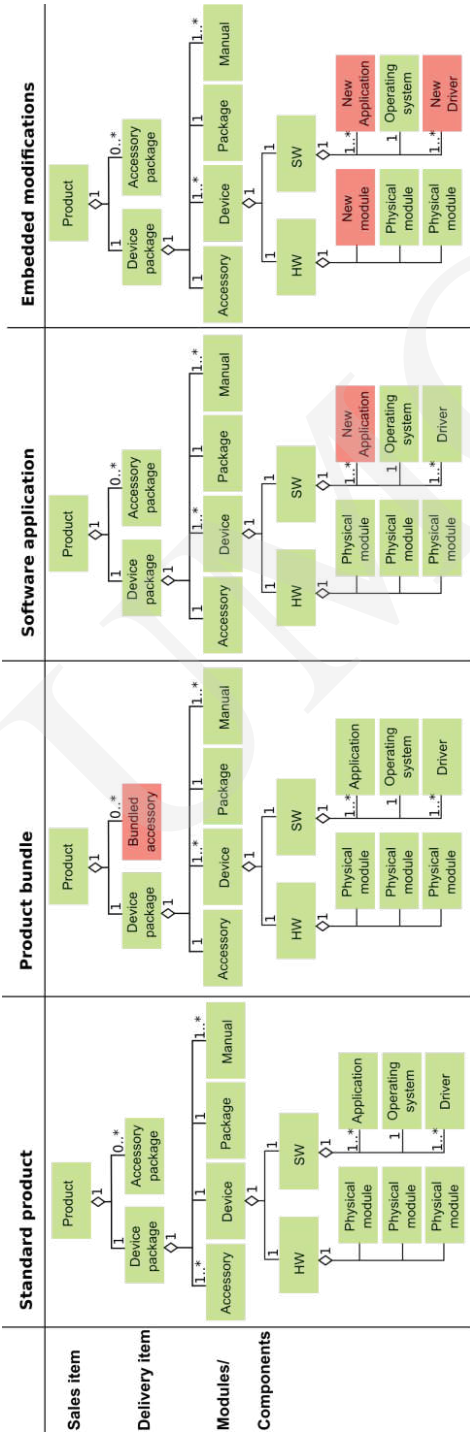 Standard product
Product bundle
Software application
Embedded modifications
Sales item
Delivery item
Modules/
Components
Product
1
1
0..*
Device
package
Accessory
package
1
1..*
1
1
1..*
Accessory
Device
Package
Manual
1
1
1
HW
SW
1
1
Physical
module
1..*
Application
Physical
module
1
Operating
system
Physical
module
1..*
Driver
Product
1
1
0..*
Device
package
Bundled
accessory
1
1
1..*
1
1..*
Accessory
Device
Package
Manual
1
1
1
HW
SW
1
1
Physical
module
1..*
Application
Physical
module
1
Operating
system
Physical
module
1..*
Driver
Product
1
1
0..*
Device
package
Accessory
package
1
1
1..*
1
1..*
Accessory
Device
Package
Manual
1
1
1
HW
SW
1
1
Physical
module
1..*
New
Application
Physical
module
1
Operating
system
Physical
module
1..*
Driver
Product
1
1
0..*
Device
package
Accessory
package
1
1
1..*
1
1..*
Accessory
Device
Package
Manual
1
1
1
HW
SW
1
1
New
module
1..*
New
Application
Physical
module
1
Operating
system
Physical
module
1..*
New
Driver